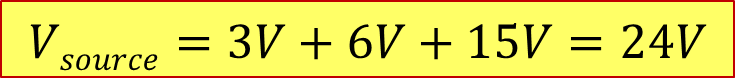 V_source = 3V + 6V + 15V = 24V